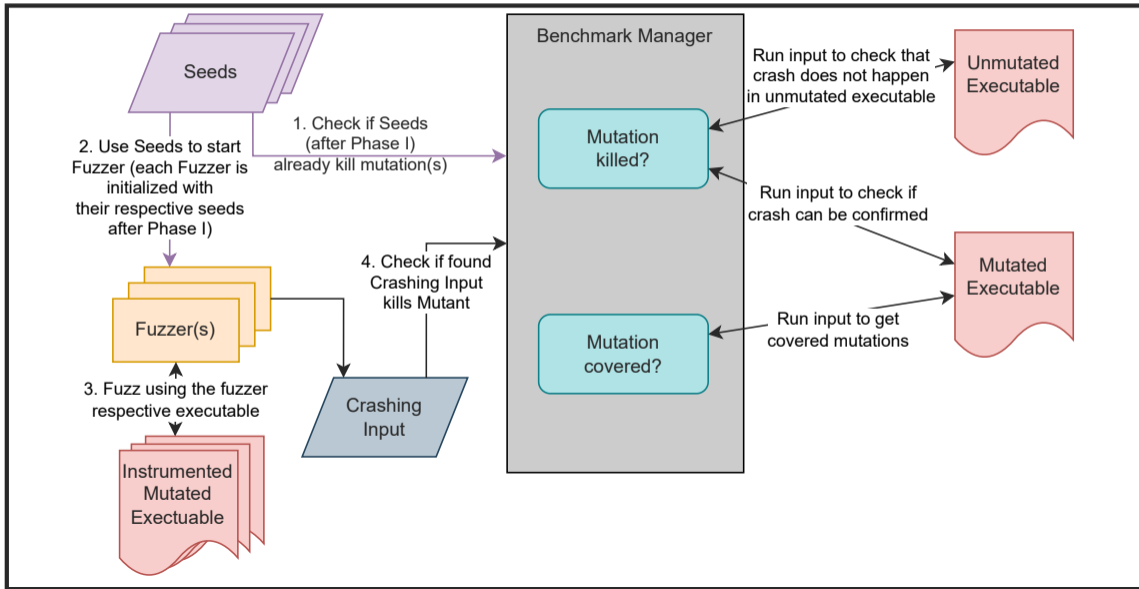 Seeds
1. Check if Seeds
(after Phase I)
already kill mutation(s)
2. Use Seeds to start
Fuzzer (each Fuzzer is
initialized with
their respective seeds
after Phase I)
Fuzzer(s)
3. Fuzz using the fuzzer
respective executable
Instrumented
Mutated
Exectuable
4. Check if found
Crashing Input
kills Mutant
Crashing
Input
Benchmark Manager
Mutation
killed?
Mutation
covered?
Run input to check that
crash does not happen
in unmutated executable
Unmutated
Executable
Run input to check if
crash can be confirmed
Mutated
Executable
Run input to get
covered mutations